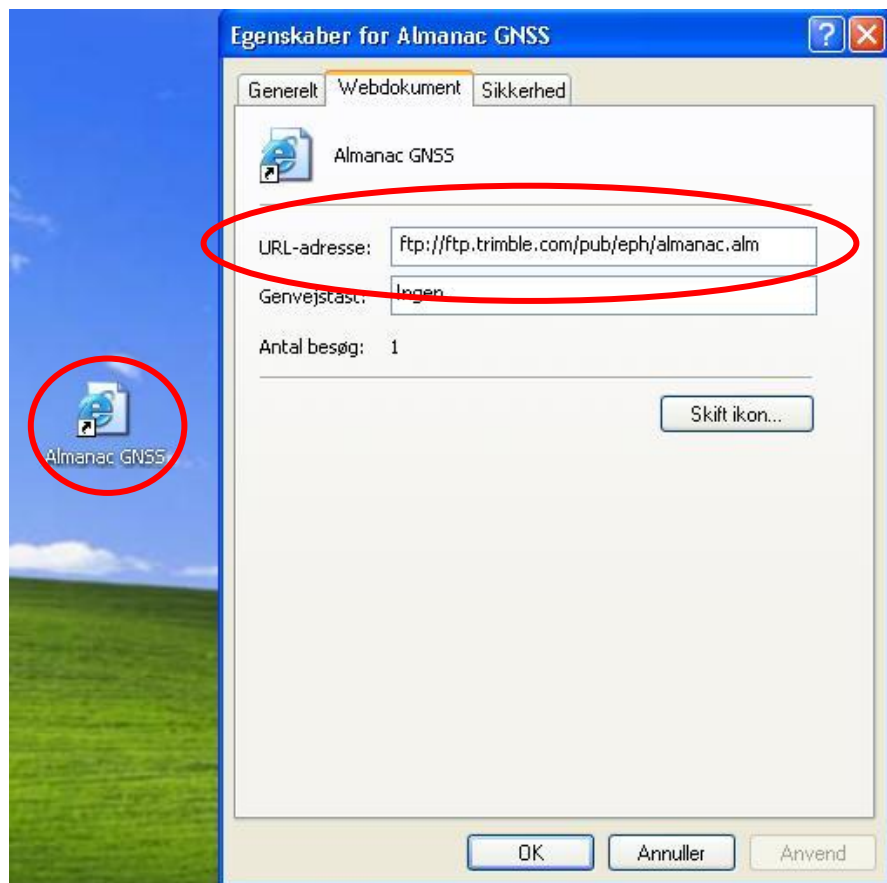 Egenskaber for Almanac GNSS
Generelt Webdokument Sikkerhed
Almanac GNSS
URL-adresse: ftp://ftp.trimble.com/pub/eph/almanac.alm
Genvejstast: Ingen
Antal besøg: 1
Skift ikon...
Almanac GNSS
OK Annuller Anvend